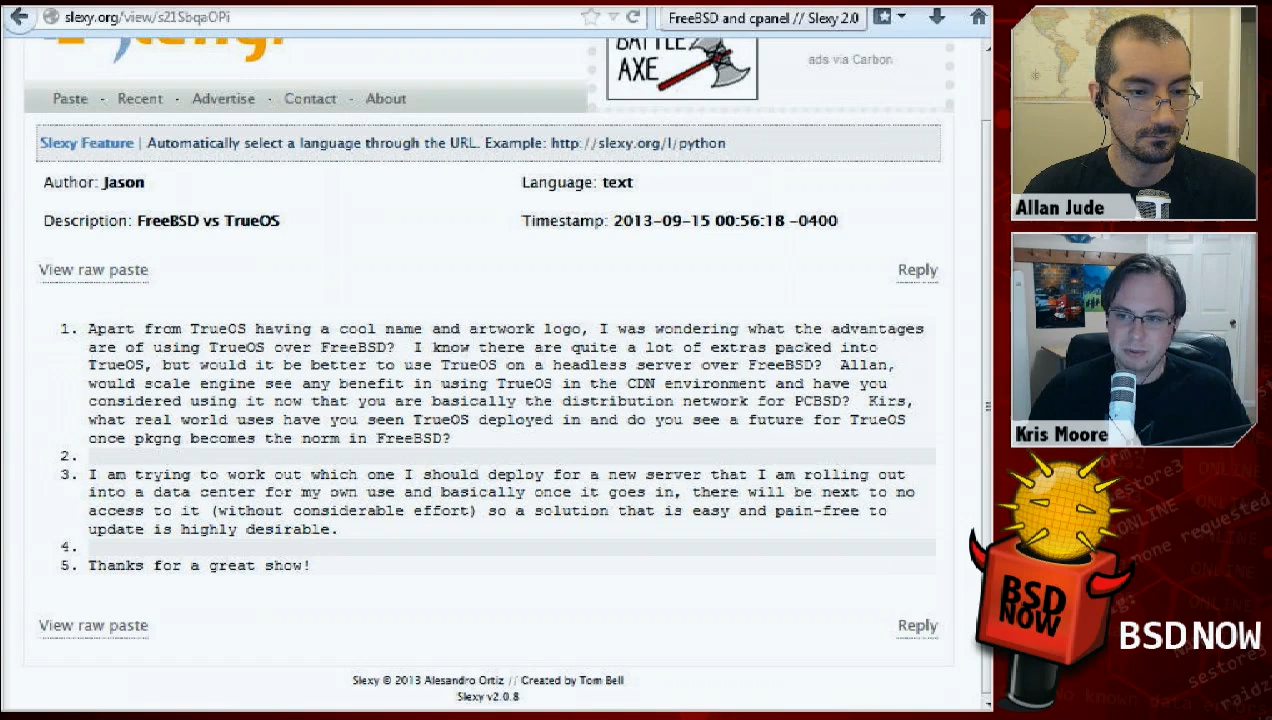 slexy.org/view/s21SbqaOPi
FreeBSD and cpanel // Slexy 2.0
BATTLE
AXE
ads via Carbon
Paste - Recent - Advertise - Contact - About
Slexy Feature | Automatically select a language through the URL. Example: http://slexy.org/l/python
Author: Jason
Language: text
Description: FreeBSD vs TrueOS
Timestamp: 2013-09-15 00:56:18 -0400
View raw paste
Reply
1. Apart from TrueOS having a cool name and artwork logo, I was wondering what the advantages
are of using TrueOS over FreeBSD? I know there are quite a lot of extras packed into
TrueOS, but would it be better to use TrueOS on a headless server over FreeBSD? Allan,
would scale engine see any benefit in using TrueOS in the CDN environment and have you
considered using it now that you are basically the distribution network for PCBSD? Kirs,
what real world uses have you seen TrueOS deployed in and do you see a future for TrueOS
once pkgng becomes the norm in FreeBSD?
2.
3. I am trying to work out which one I should deploy for a new server that I am rolling out
into a data center for my own use and basically once it goes in, there will be next to no
access to it (without considerable effort) so a solution that is easy and pain-free to
update is highly desirable.
4.
5. Thanks for a great show!
View raw paste
Reply
Slexy © 2013 Alesandro Ortiz // Created by Tom Bell
Slexy v2.0.8
Allan Jude
Kris Moore
BSD
NOW
BSD NOW